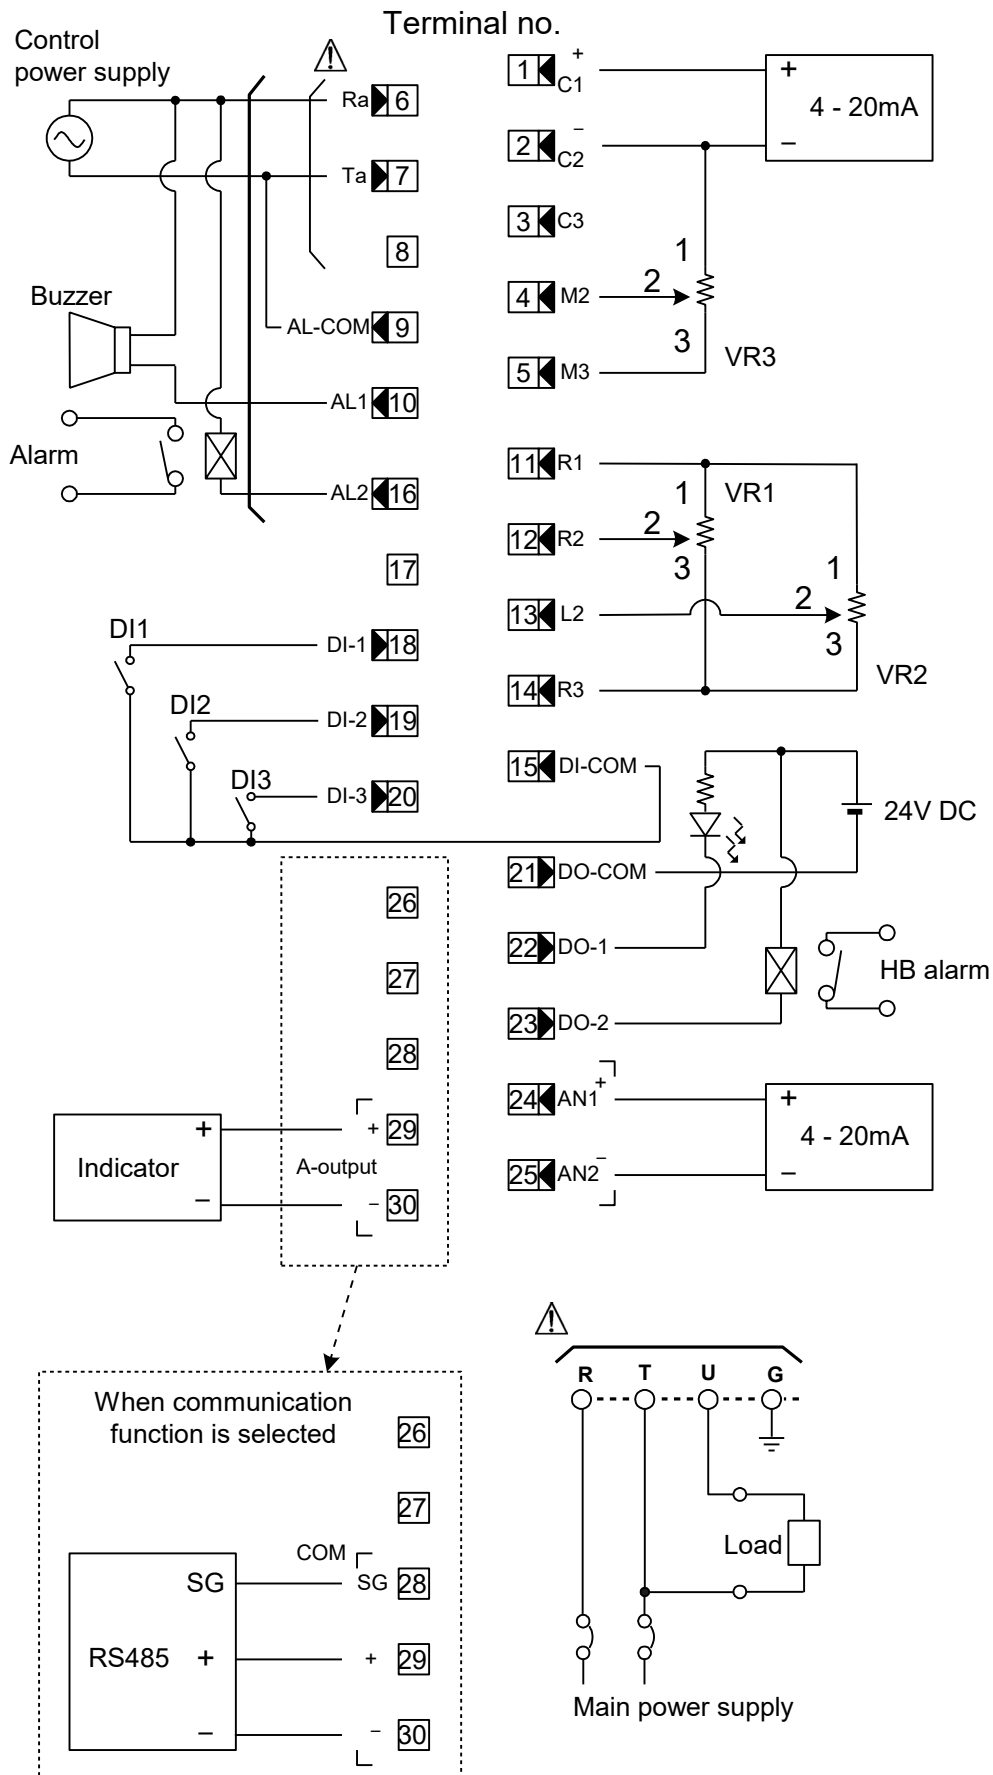 Terminal no.
Control
power supply
Ra 6
Ta 7
8
Buzzer
AL-COM 9
AL1 10
Alarm
AL2 16
17
DI1
DI-1 18
DI2
DI-2 19
DI3
DI-3 20
1 + C1
2 − C2
4 - 20mA
+
−
3 C3
4 M2
5 M3
1
2
3
VR3
11 R1
12 R2
13 L2
14 R3
1
2
3
VR1
1
2
3
VR2
15 DI-COM
24V DC
21 DO-COM
22 DO-1
23 DO-2
HB alarm
24 AN1 +
25 AN2 −
+
4 - 20mA
−
26
27
28
+ 29
A-output
− 30
Indicator
+
−
When communication
function is selected
26
27
COM
SG 28
+ 29
− 30
SG
RS485 +
−
R T U G
Load
Main power supply